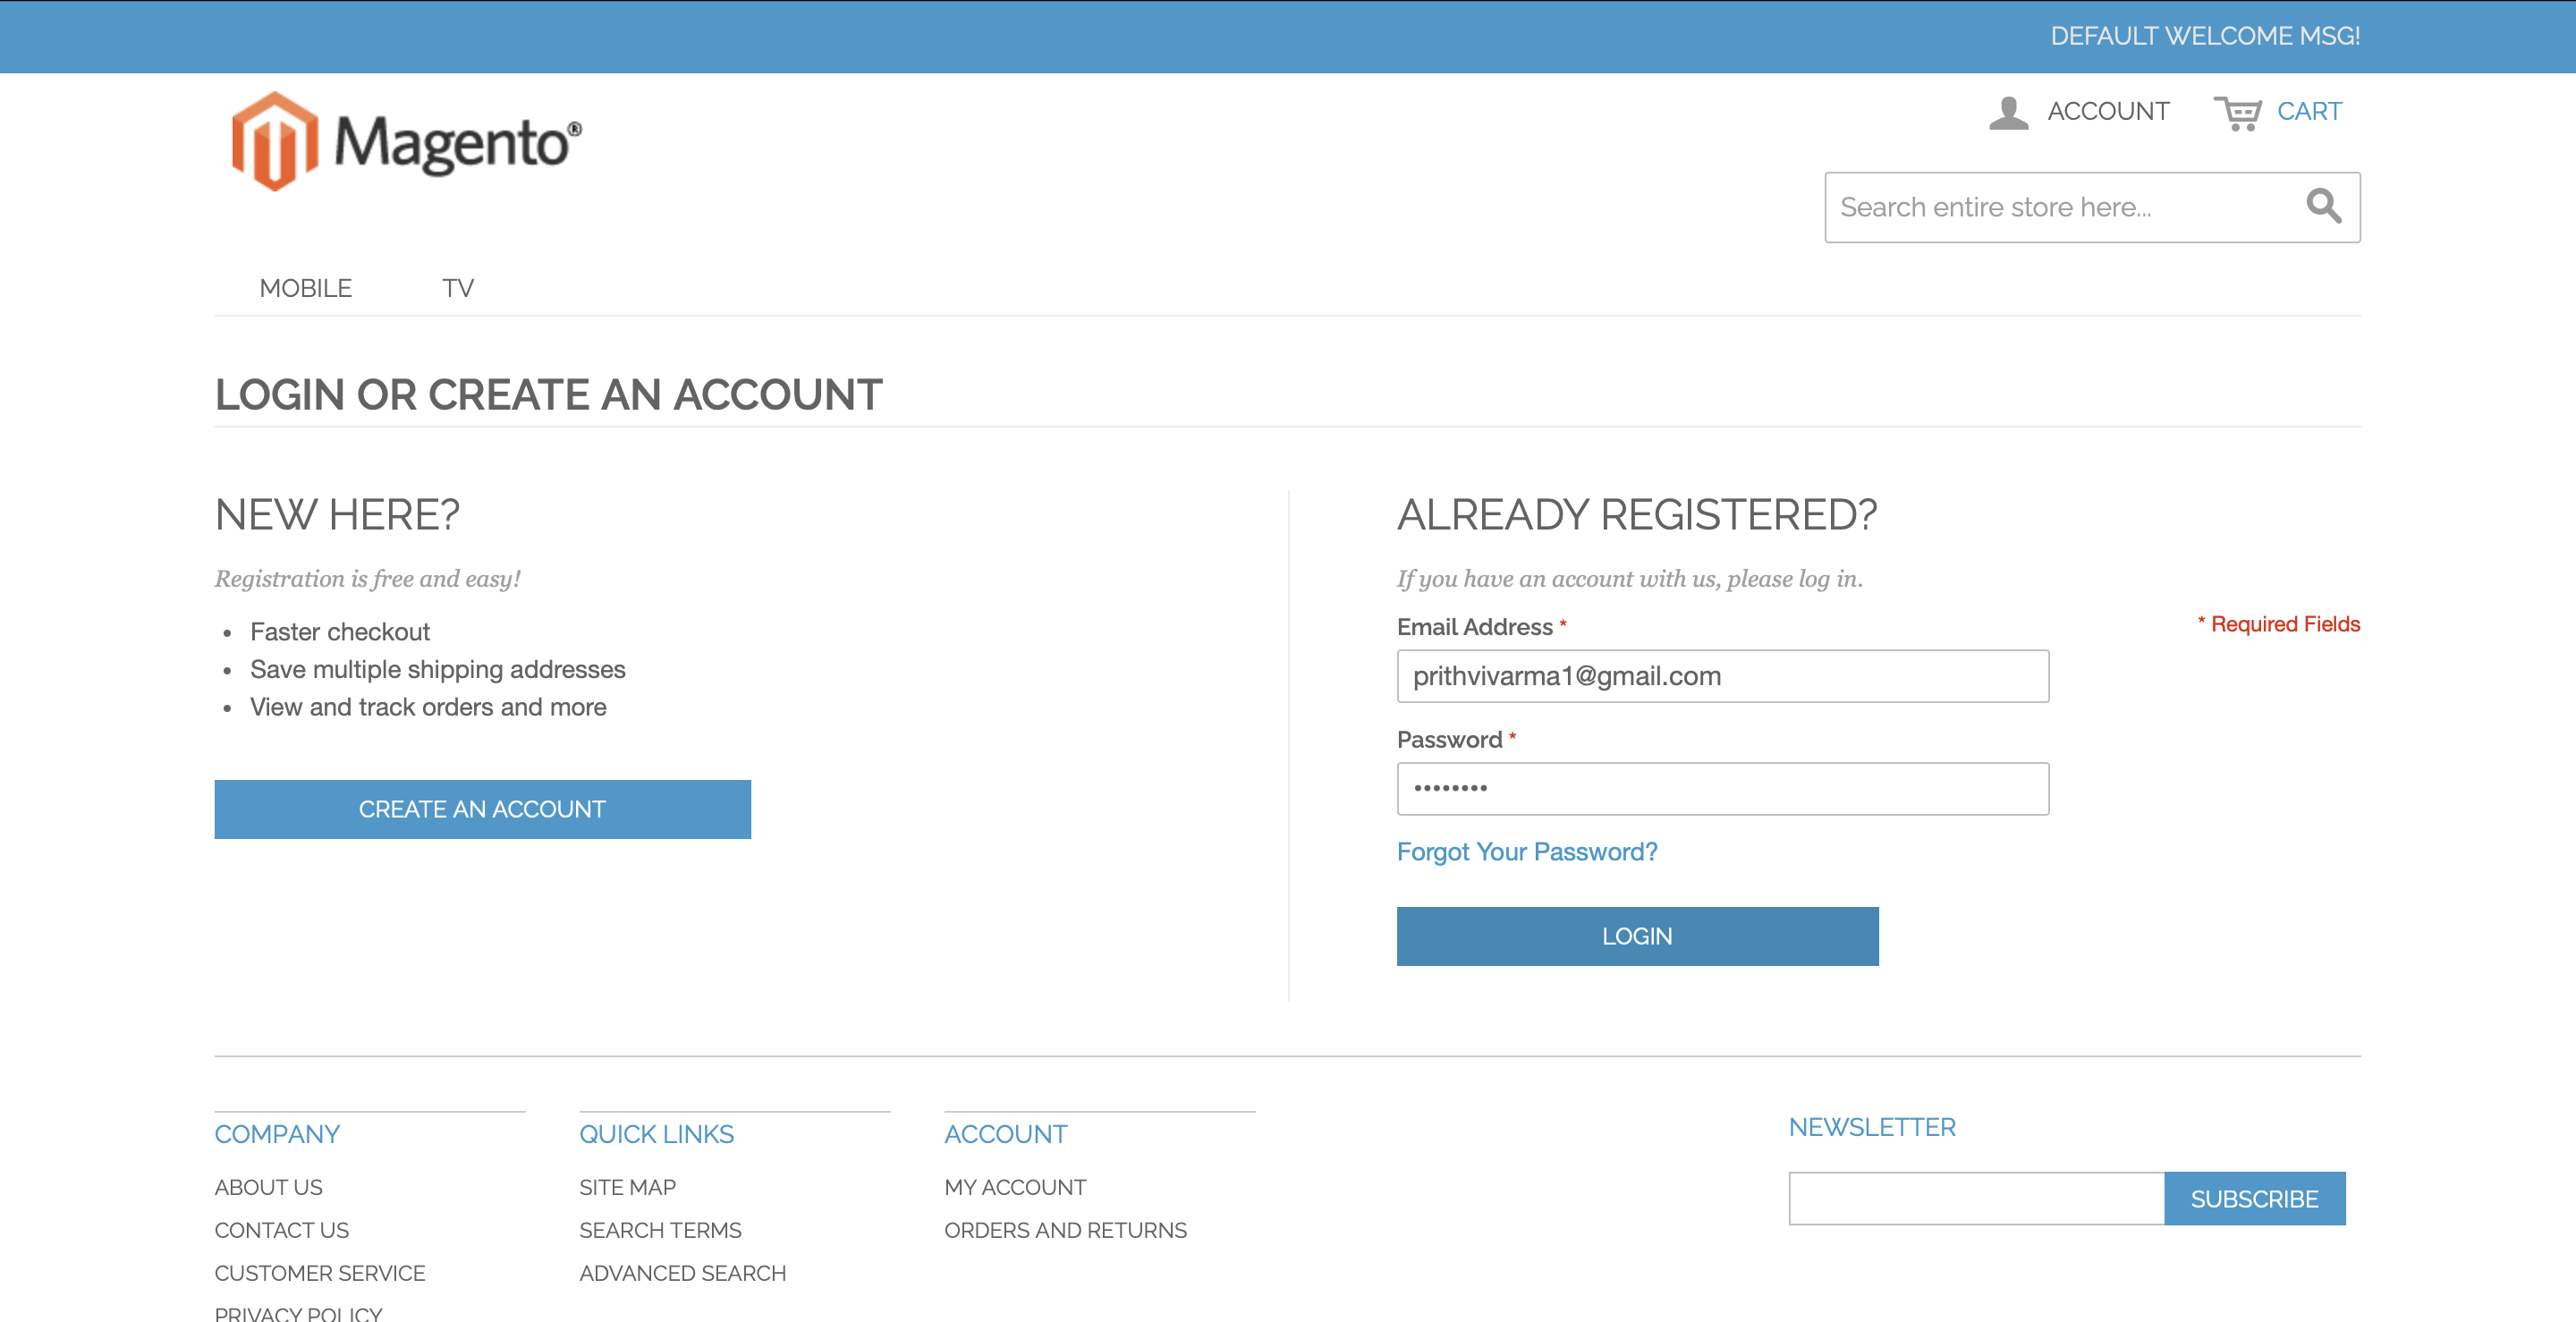 DEFAULT WELCOME MSG!
Magento®
ACCOUNT
CART
Search entire store here...
MOBILE
TV
LOGIN OR CREATE AN ACCOUNT
NEW HERE?
Registration is free and easy!
• Faster checkout
• Save multiple shipping addresses
• View and track orders and more
CREATE AN ACCOUNT
ALREADY REGISTERED?
If you have an account with us, please log in.
* Required Fields
Email Address *
prithvivarma1@gmail.com
Password *
••••••••
Forgot Your Password?
LOGIN
COMPANY
ABOUT US
CONTACT US
CUSTOMER SERVICE
PRIVACY POLICY
QUICK LINKS
SITE MAP
SEARCH TERMS
ADVANCED SEARCH
ACCOUNT
MY ACCOUNT
ORDERS AND RETURNS
NEWSLETTER
SUBSCRIBE